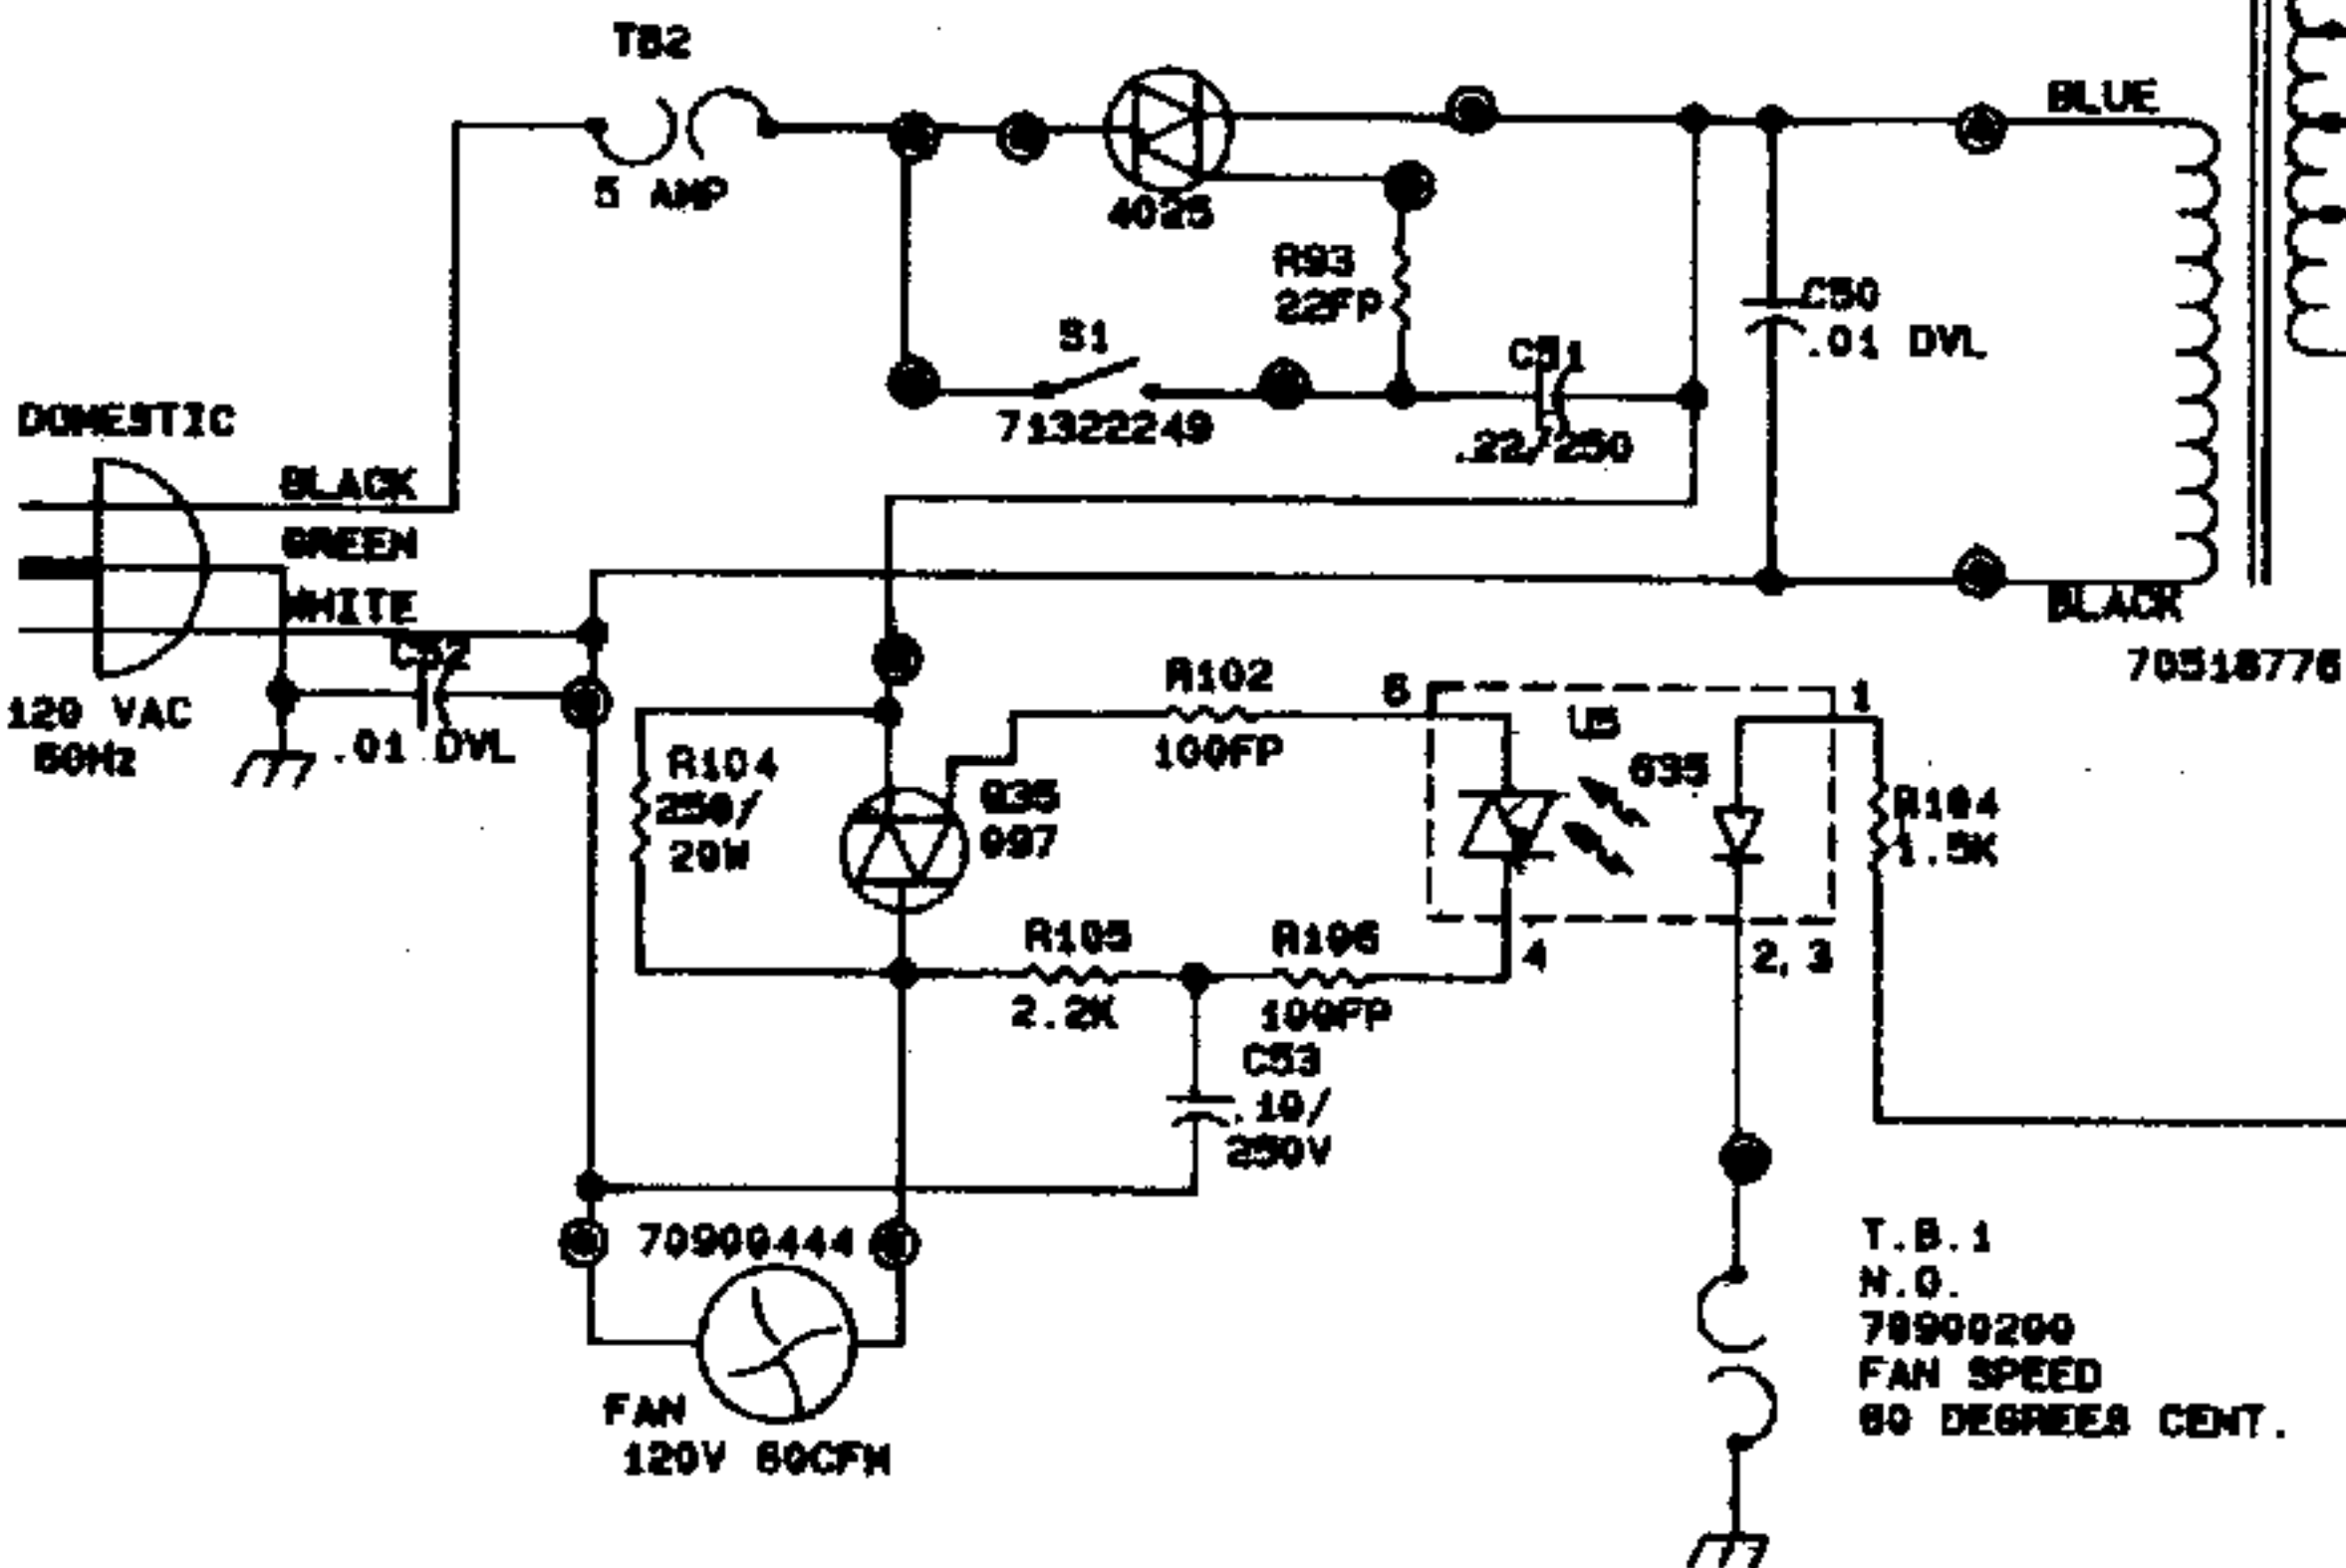 TB2
5 AMP
4025
BLUE
R93
22FP
S1
71322249
C51
.22/250
C50
.01 DVL
DOMESTIC
BLACK
GREEN
WHITE
C52
.01 DVL
120 VAC
60Hz
BLACK
70518776
R102
100FP
6
U5
635
1
R104
250/
20W
Q35
997
1.5K
R105
2.2K
R106
100FP
4
2,3
C53
.10/
250V
70900444
FAN
120V 60CFM
T.B.1
N.O.
70900200
FAN SPEED
60 DEGREES CENT.